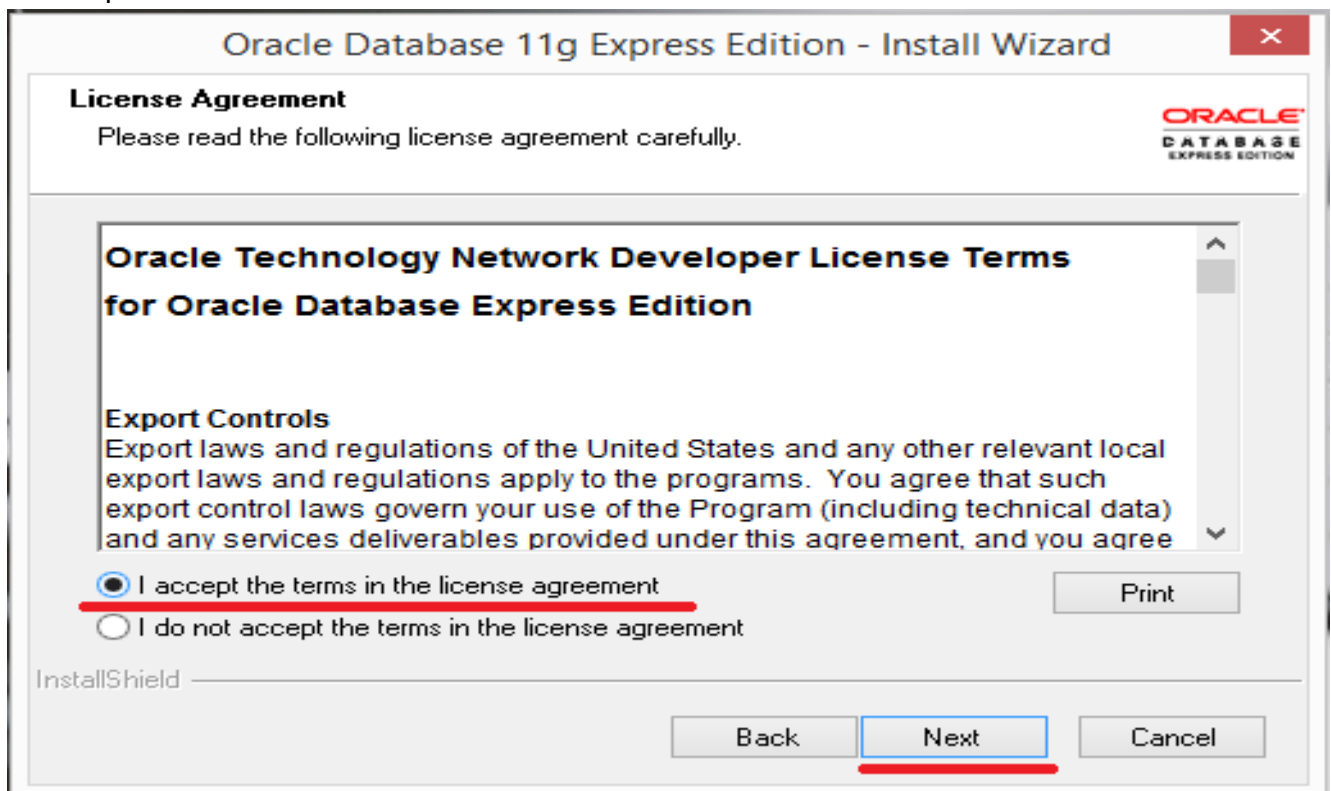 Oracle Database 11g Express Edition - Install Wizard
License Agreement
Please read the following license agreement carefully.
ORACLE
DATABASE
EXPRESS EDITION
Oracle Technology Network Developer License Terms
for Oracle Database Express Edition
Export Controls
Export laws and regulations of the United States and any other relevant local
export laws and regulations apply to the programs. You agree that such
export control laws govern your use of the Program (including technical data)
and any services deliverables provided under this agreement, and you agree
I accept the terms in the license agreement
Print
I do not accept the terms in the license agreement
InstallShield
Back Next Cancel